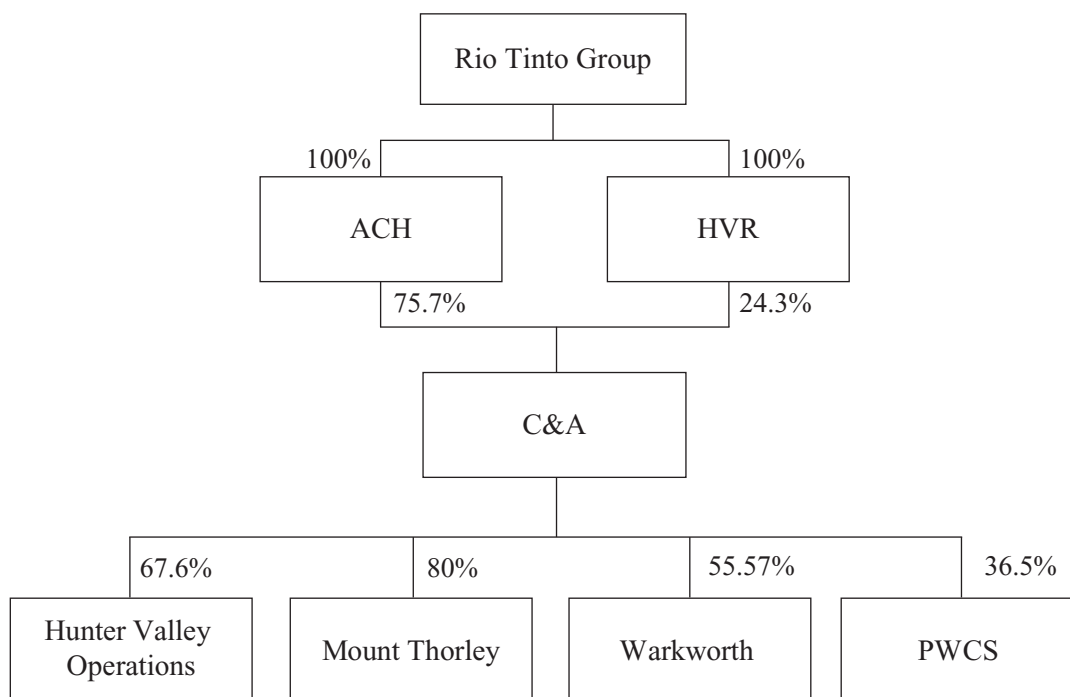 Rio Tinto Group
100%
100%
ACH
HVR
75.7%
24.3%
C&A
67.6%
80%
55.57%
36.5%
Hunter Valley
Operations
Mount Thorley
Warkworth
PWCS